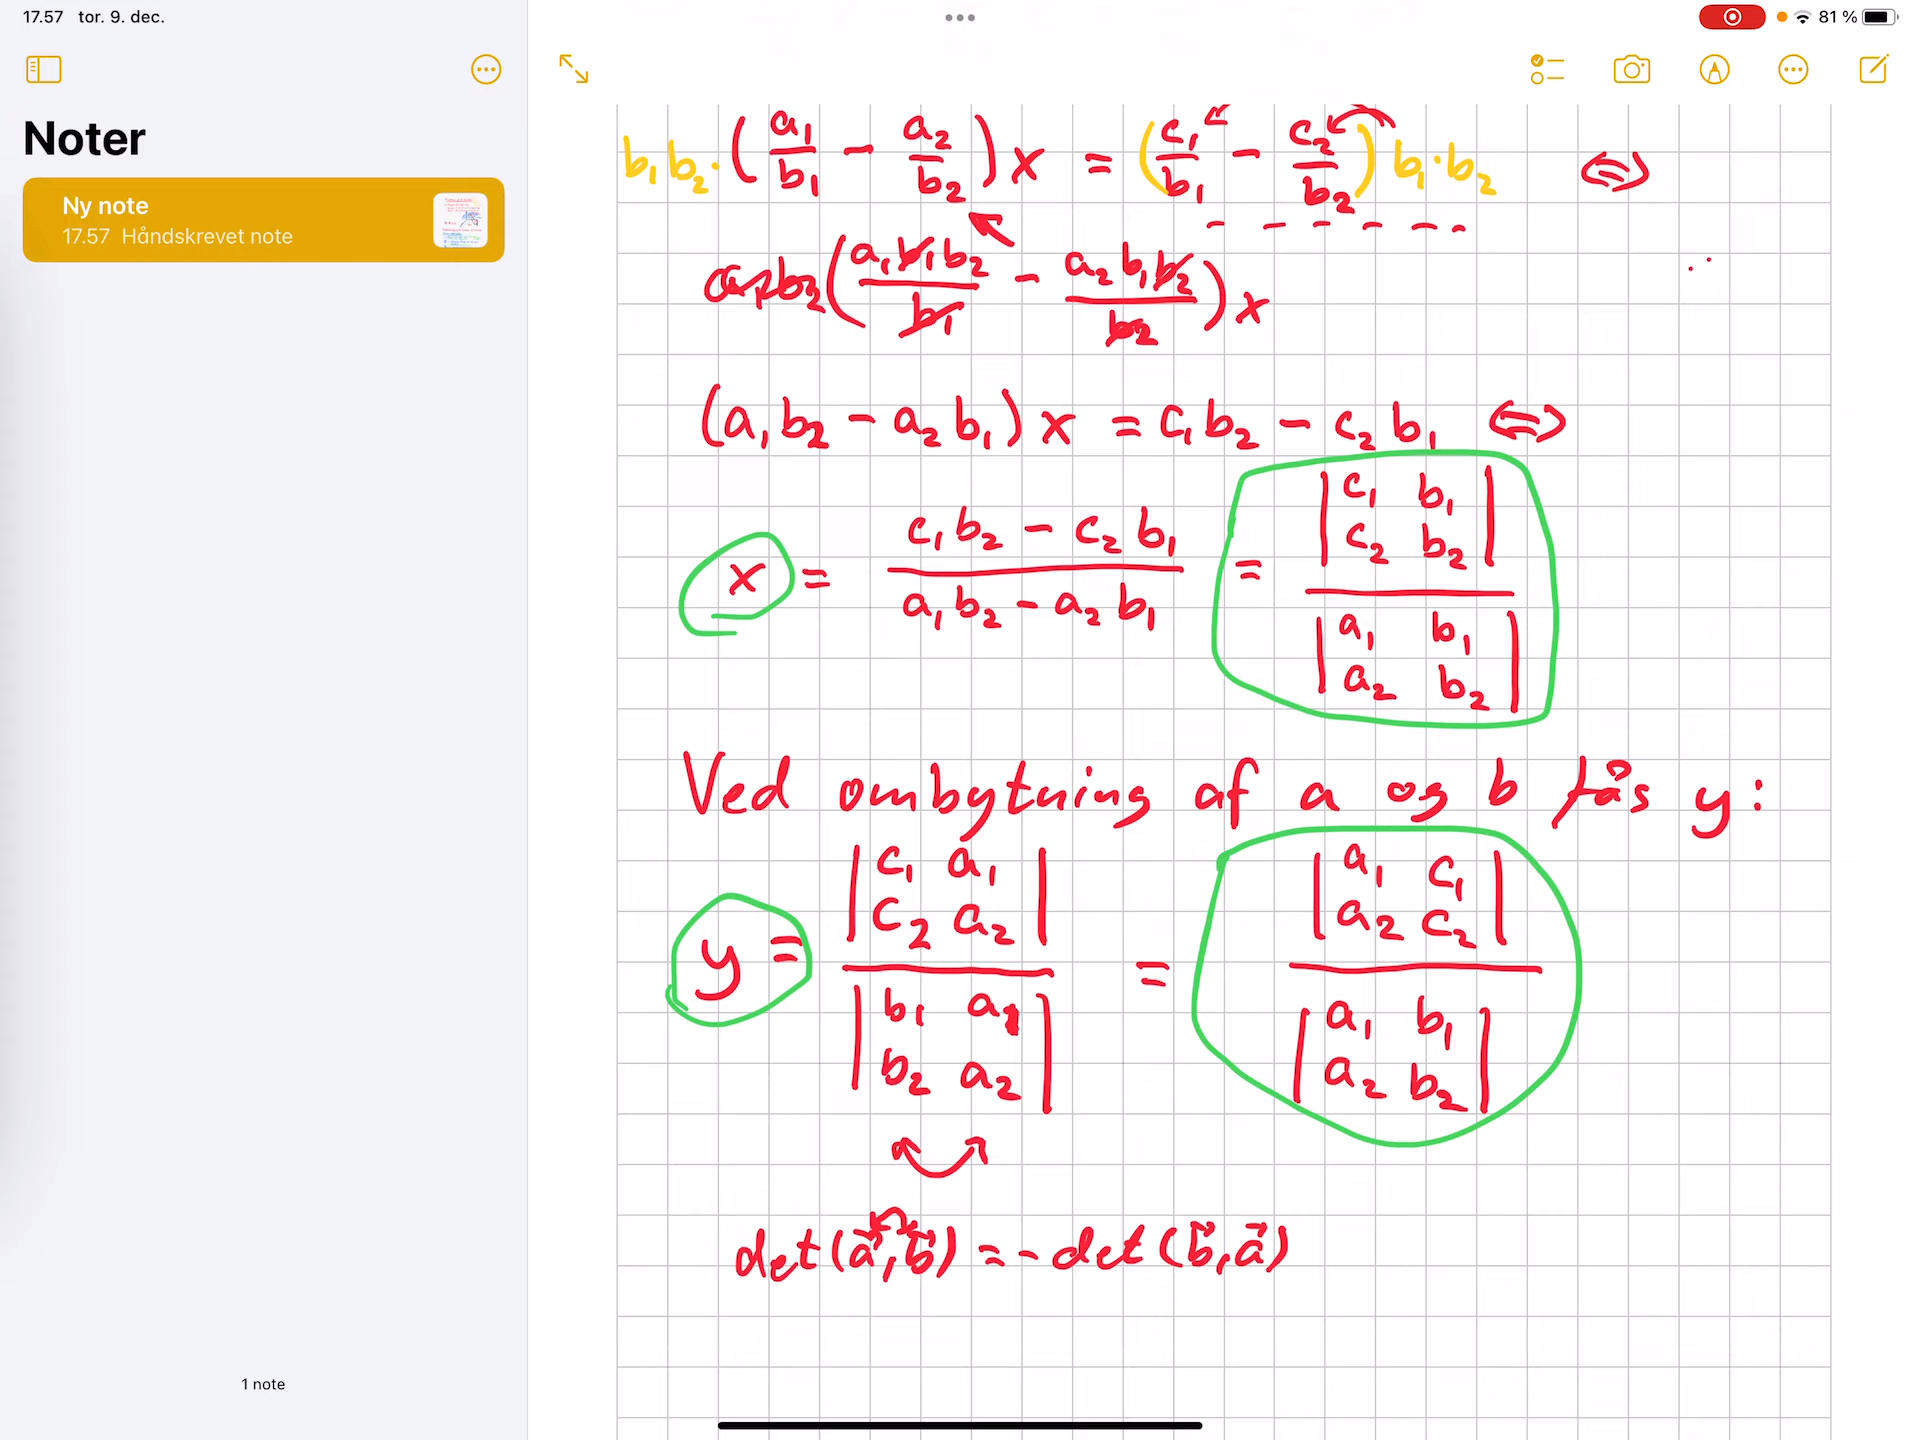 17.57 tor. 9. dec.
81 %
Noter
Ny note
17.57 Håndskrevet note
1 note
b₁b₂·(a₁/b₁ − a₂/b₂)x = (c₁/b₁ − c₂/b₂) b₁·b₂ ⇔
(a₁b₁b₂/b₁ − a₂b₁b₂/b₂)x
(a₁b₂ − a₂b₁)x = c₁b₂ − c₂b₁ ⇔
x = (c₁b₂ − c₂b₁)/(a₁b₂ − a₂b₁) = |c₁ b₁; c₂ b₂| / |a₁ b₁; a₂ b₂|
Ved ombytning af a og b fås y:
y = |c₁ a₁; c₂ a₂| / |b₁ a₁; b₂ a₂| = |a₁ c₁; a₂ c₂| / |a₁ b₁; a₂ b₂|
det(a⃗,b⃗) = −det(b⃗,a⃗)